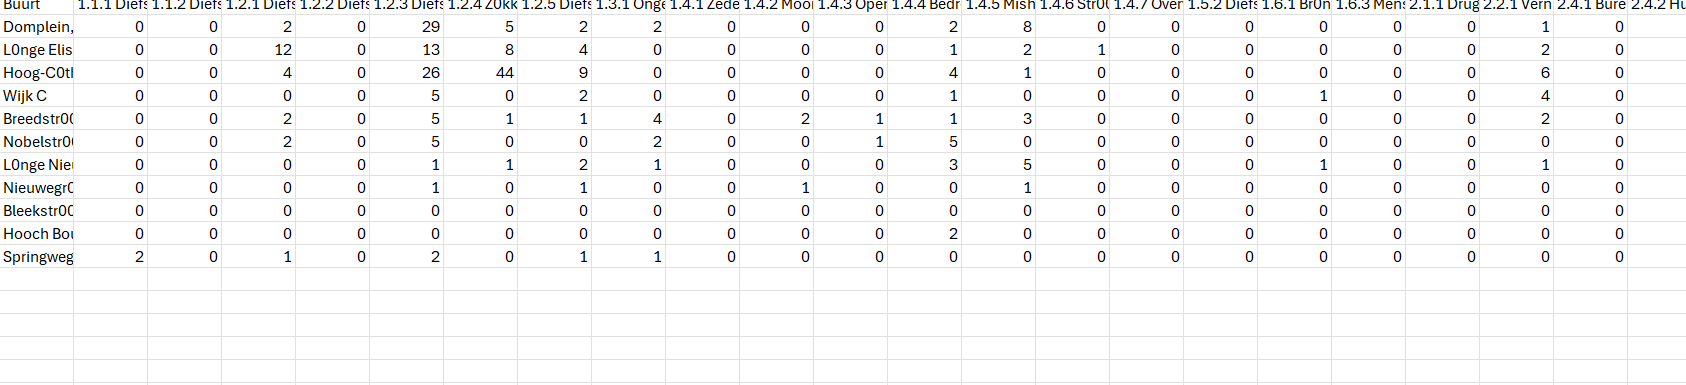 Buurt 1.1.1 Diefs 1.1.2 Diefs 1.2.1 Diefs 1.2.2 Diefs 1.2.3 Diefs 1.2.4 Z0kk 1.2.5 Diefs 1.3.1 Onge 1.4.1 Zede 1.4.2 Moor 1.4.3 Oper 1.4.4 Bedr 1.4.5 Mish 1.4.6 Str00 1.4.7 Over 1.5.2 Diefs 1.6.1 Br0n 1.6.3 Mens 2.1.1 Drug 2.2.1 Vern 2.4.1 Bure 2.4.2 Hu
Domplein, 0 0 2 0 29 5 2 2 0 0 0 2 8 0 0 0 0 0 0 1 0
L0nge Elis 0 0 12 0 13 8 4 0 0 0 0 1 2 1 0 0 0 0 0 2 0
Hoog-C0th 0 0 4 0 26 44 9 0 0 0 0 4 1 0 0 0 0 0 0 6 0
Wijk C 0 0 0 0 5 0 2 0 0 0 0 1 0 0 0 0 1 0 0 4 0
Breedstr00 0 0 2 0 5 1 1 4 0 2 1 1 3 0 0 0 0 0 0 2 0
Nobelstr00 0 0 2 0 5 0 0 2 0 0 1 5 0 0 0 0 0 0 0 0 0
L0nge Nieu 0 0 0 0 1 1 2 1 0 0 0 3 5 0 0 0 1 0 0 1 0
Nieuwegr0 0 0 0 0 1 0 1 0 0 1 0 0 1 0 0 0 0 0 0 0 0
Bleekstr00 0 0 0 0 0 0 0 0 0 0 0 0 0 0 0 0 0 0 0 0 0
Hooch Bou 0 0 0 0 0 0 0 0 0 0 0 2 0 0 0 0 0 0 0 0 0
Springweg 2 0 1 0 2 0 1 1 0 0 0 0 0 0 0 0 0 0 0 0 0